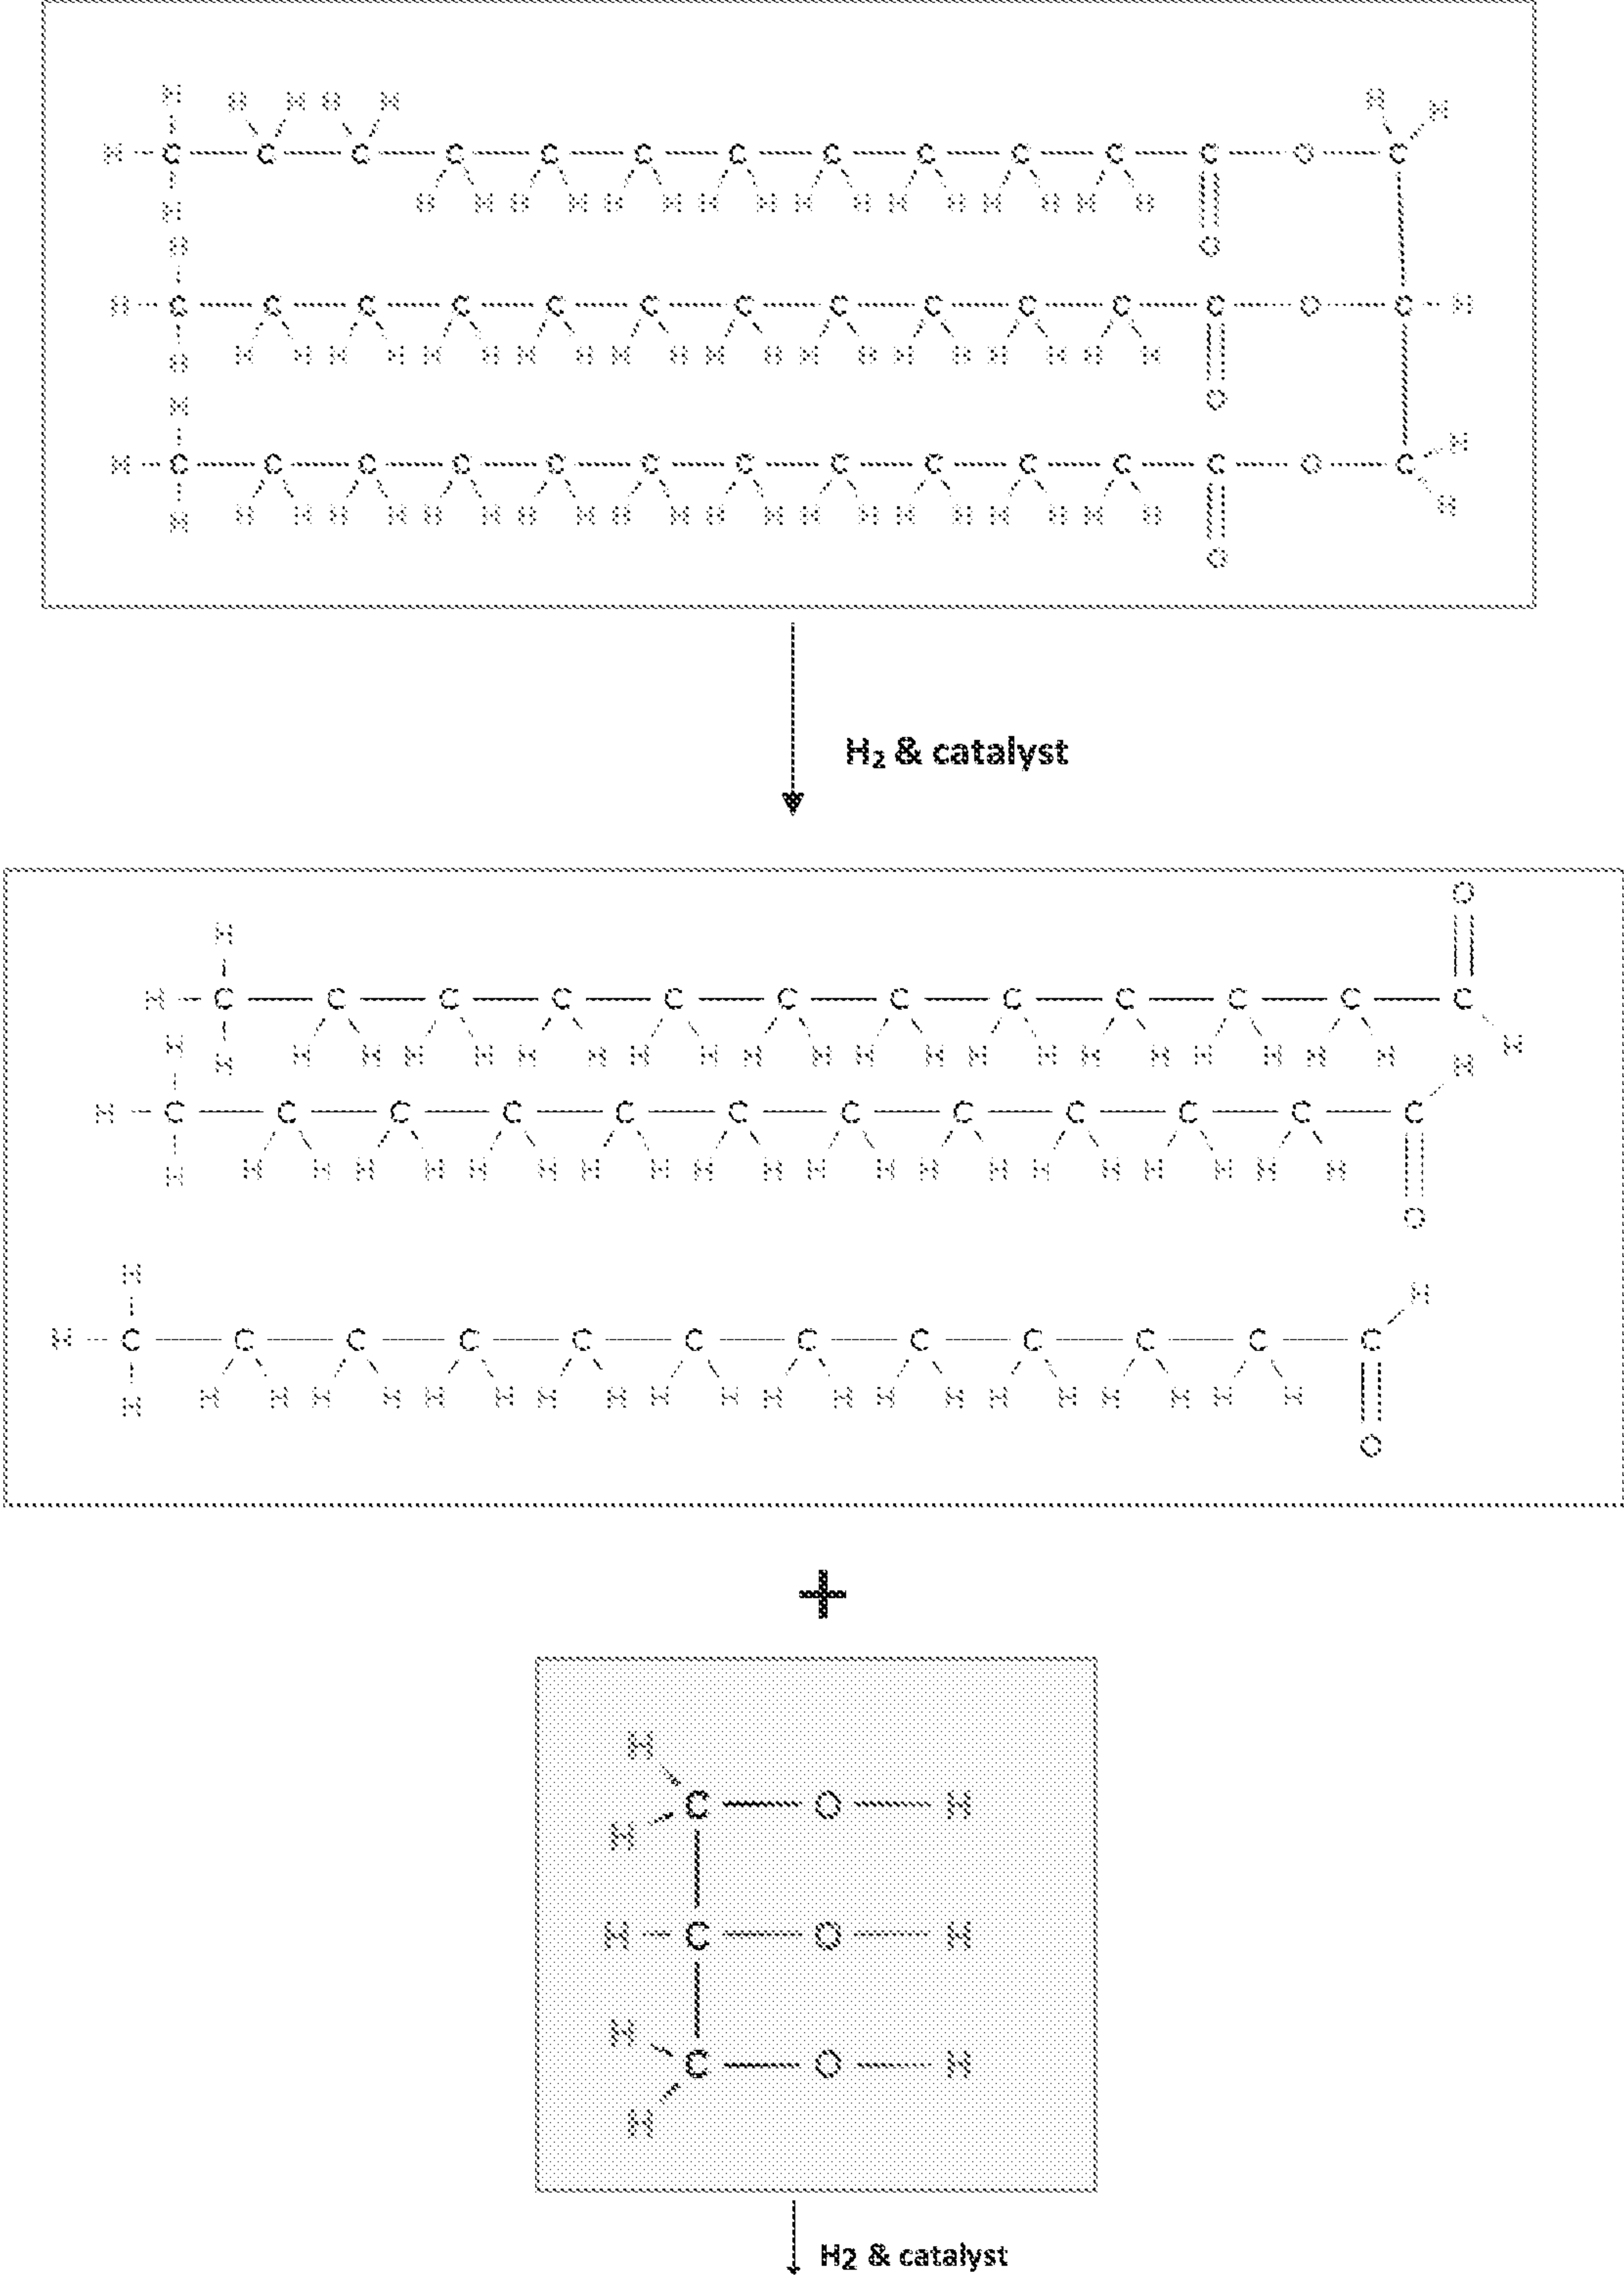 H H H H H H H
H C C C C C C C C C C C C O C
H H H H H H H H H H H H H H H H H
H O
H C C C C C C C C C C C C O C H
H H H H H H H H H H H H H H H H H H H H H
H O
H
H C C C C C C C C C C C C O C
H H H H H H H H H H H H H H H H H H H H H H
O
H₂ & catalyst
O
H
H C C C C C C C C C C C C
H H H H H H H H H H H H H H H H H H H H H H H
H
H C C C C C C C C C C C C
H H H H H H H H H H H H H H H H H H H H H
O
H H
H C C C C C C C C C C C C
H H H H H H H H H H H H H H H H H H H H H
O
+
H
C O H
H
H C O H
H
C O H
H
H2 & catalyst